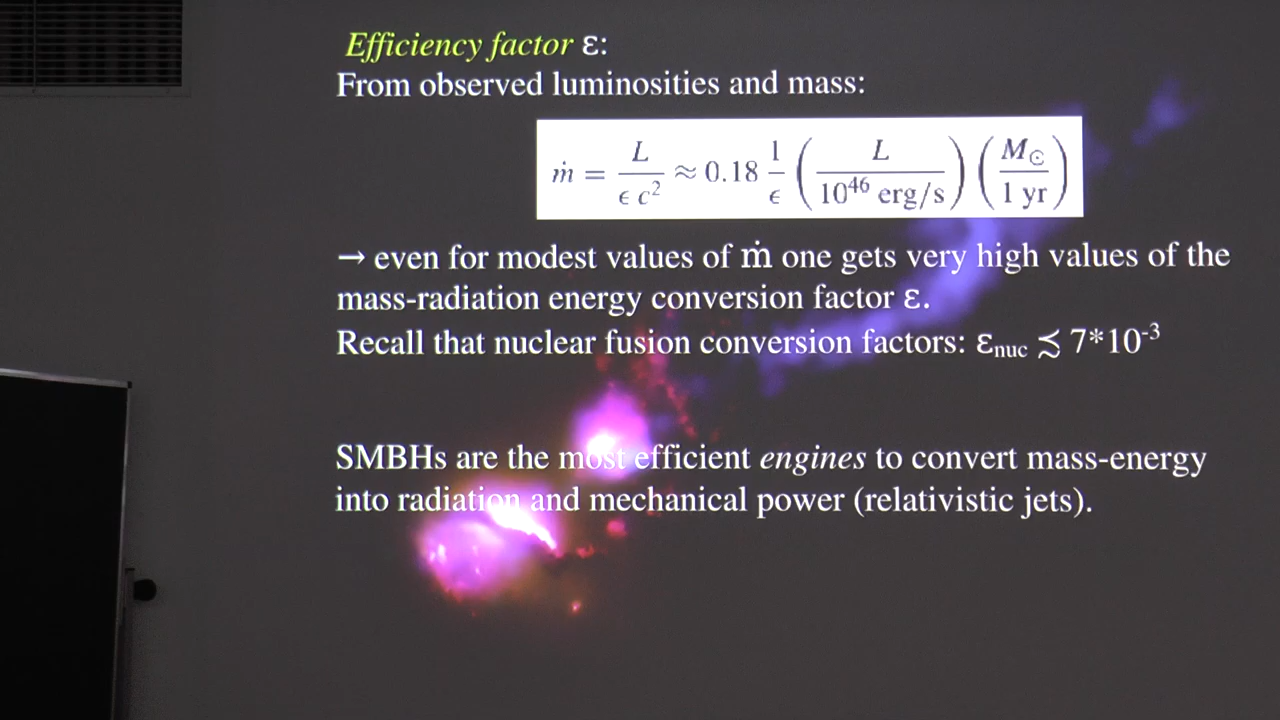 Efficiency factor ε:
From observed luminosities and mass:
ṁ = L / (ϵ c²) ≈ 0.18 1/ϵ (L / 10⁴⁶ erg/s) (M☉ / 1 yr)
→ even for modest values of ṁ one gets very high values of the
mass-radiation energy conversion factor ε.
Recall that nuclear fusion conversion factors: εnuc ≾ 7*10⁻³
SMBHs are the most efficient engines to convert mass-energy
into radiation and mechanical power (relativistic jets).